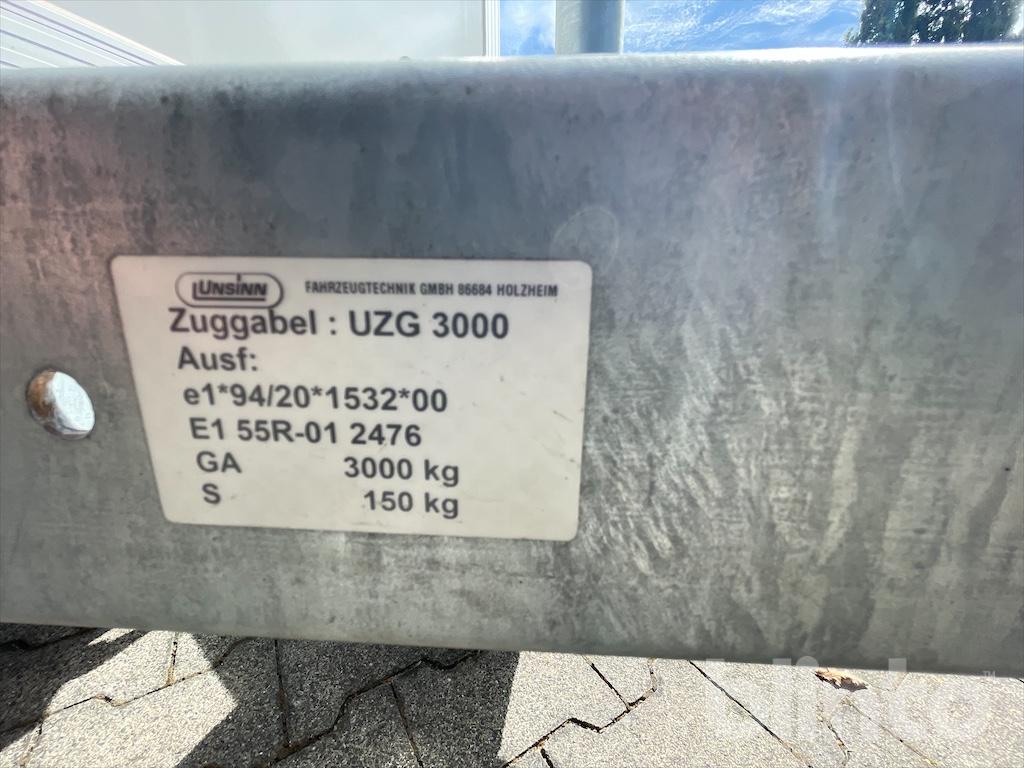 UNSINN FAHRZEUGTECHNIK GMBH 86684 HOLZHEIM
Zuggabel : UZG 3000
Ausf:
e1*94/20*1532*00
E1 55R-01 2476
GA 3000 kg
S 150 kg
blinto™